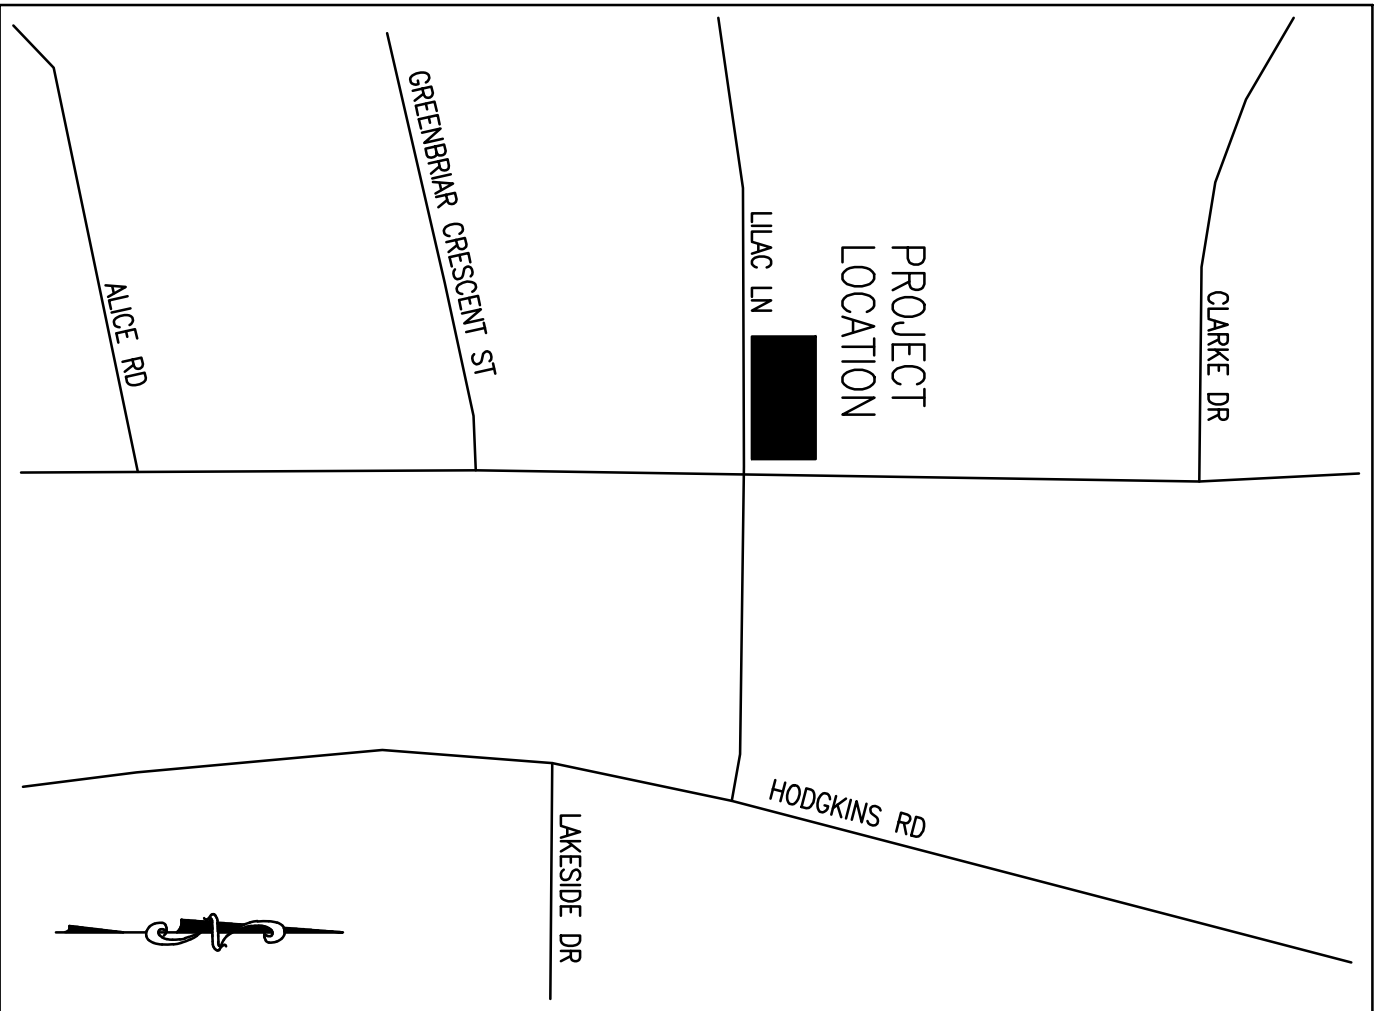 CLARKE DR
PROJECT
LOCATION
LILAC LN
GREENBRIAR CRESCENT ST
ALICE RD
HODGKINS RD
LAKESIDE DR